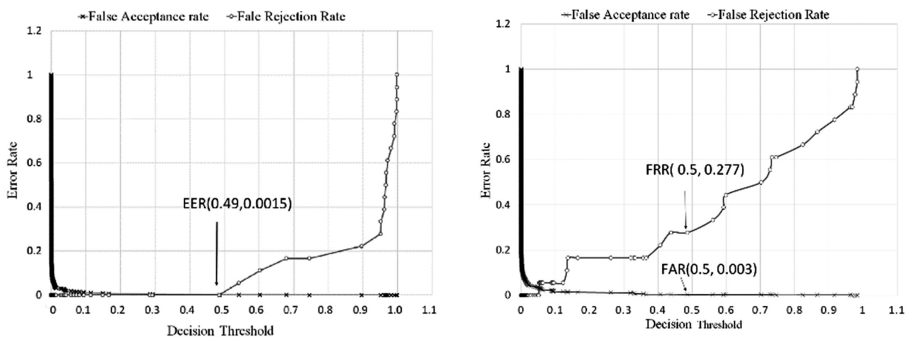 False Acceptance rate Fale Rejection Rate
1.2
1
0.8
0.6
0.4
0.2
0
Error Rate
EER(0.49,0.0015)
0 0.1 0.2 0.3 0.4 0.5 0.6 0.7 0.8 0.9 1.0 1.1
Decision Threshold
False Acceptance rate False Rejection Rate
1.2
1
0.8
0.6
0.4
0.2
0
Error Rate
FRR( 0.5, 0.277)
FAR(0.5, 0.003)
0 0.1 0.2 0.3 0.4 0.5 0.6 0.7 0.8 0.9 1 1.1
Decision Threshold